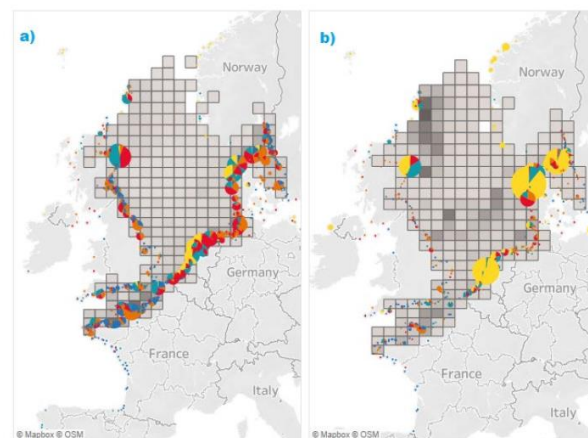 a)
Norway
Germany
France
Italy
© Mapbox © OSM
b)
Norway
Germany
France
Italy
© Mapbox © OSM